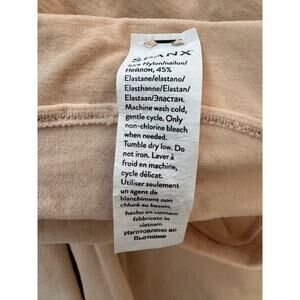 SPANX
55% Nylon/nailon/
Нейлон, 45%
Elastane/elastano/
Elasthanne/Elastan/
Elastaan/Эластан.
Machine wash cold,
gentle cycle. Only
non-chlorine bleach
when needed.
Tumble dry low. Do
not iron. Laver à
froid en machine,
cycle délicat.
Utiliser seulement
un agent de
blanchiment non
chloré au besoin.
hecho en vietnam
fabbricato in
vietnam
Изготовлено во
Вьетнаме